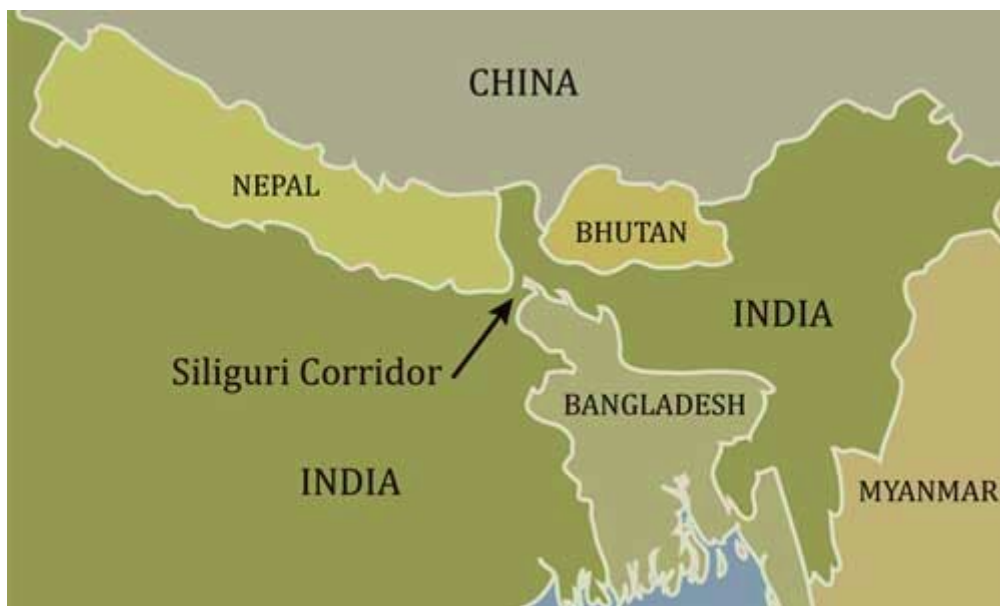 CHINA
NEPAL
BHUTAN
INDIA
Siliguri Corridor
BANGLADESH
INDIA
MYANMAR